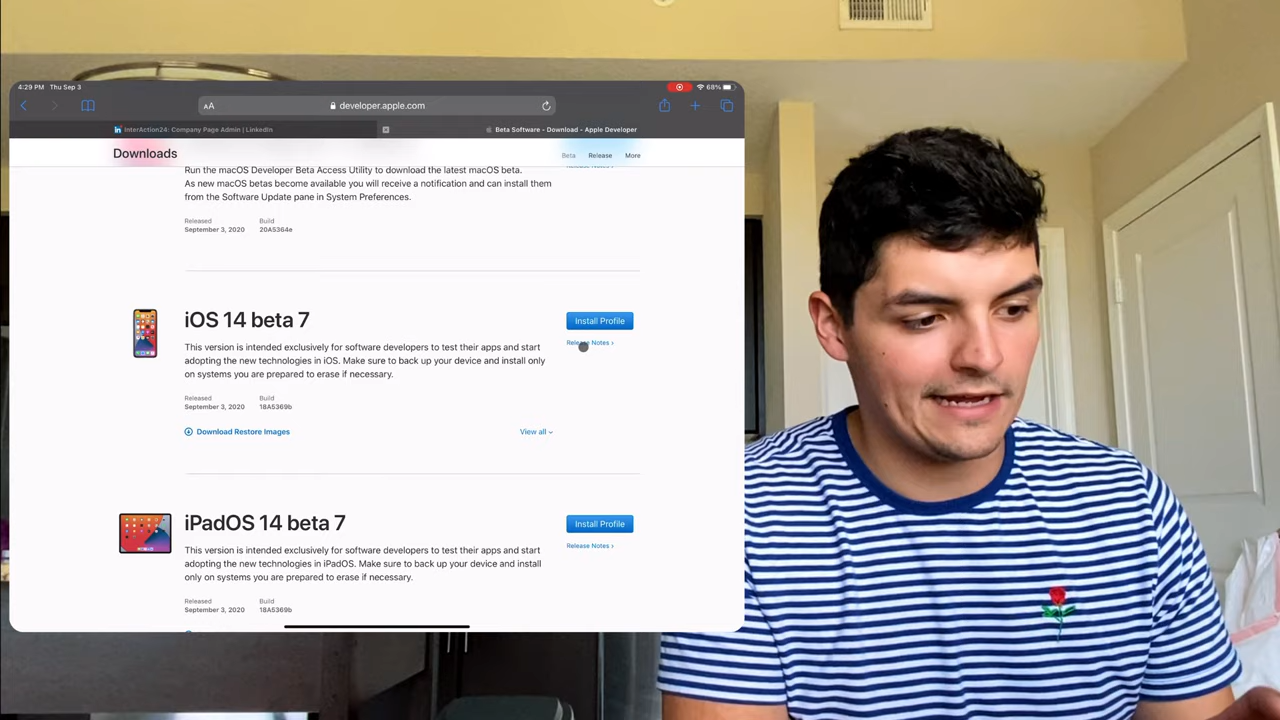 4:29 PM Thu Sep 3
68%
AA
developer.apple.com
InterAction24: Company Page Admin | LinkedIn
Beta Software - Download - Apple Developer
Downloads
Beta Release More
Run the macOS Developer Beta Access Utility to download the latest macOS beta.
As new macOS betas become available you will receive a notification and can install them
from the Software Update pane in System Preferences.
Released Build
September 3, 2020 20A5364e
iOS 14 beta 7
Install Profile
This version is intended exclusively for software developers to test their apps and start
adopting the new technologies in iOS. Make sure to back up your device and install only
on systems you are prepared to erase if necessary.
Release Notes ›
Released Build
September 3, 2020 18A5369b
Download Restore Images
View all
iPadOS 14 beta 7
Install Profile
This version is intended exclusively for software developers to test their apps and start
adopting the new technologies in iPadOS. Make sure to back up your device and install
only on systems you are prepared to erase if necessary.
Release Notes ›
Released Build
September 3, 2020 18A5369b